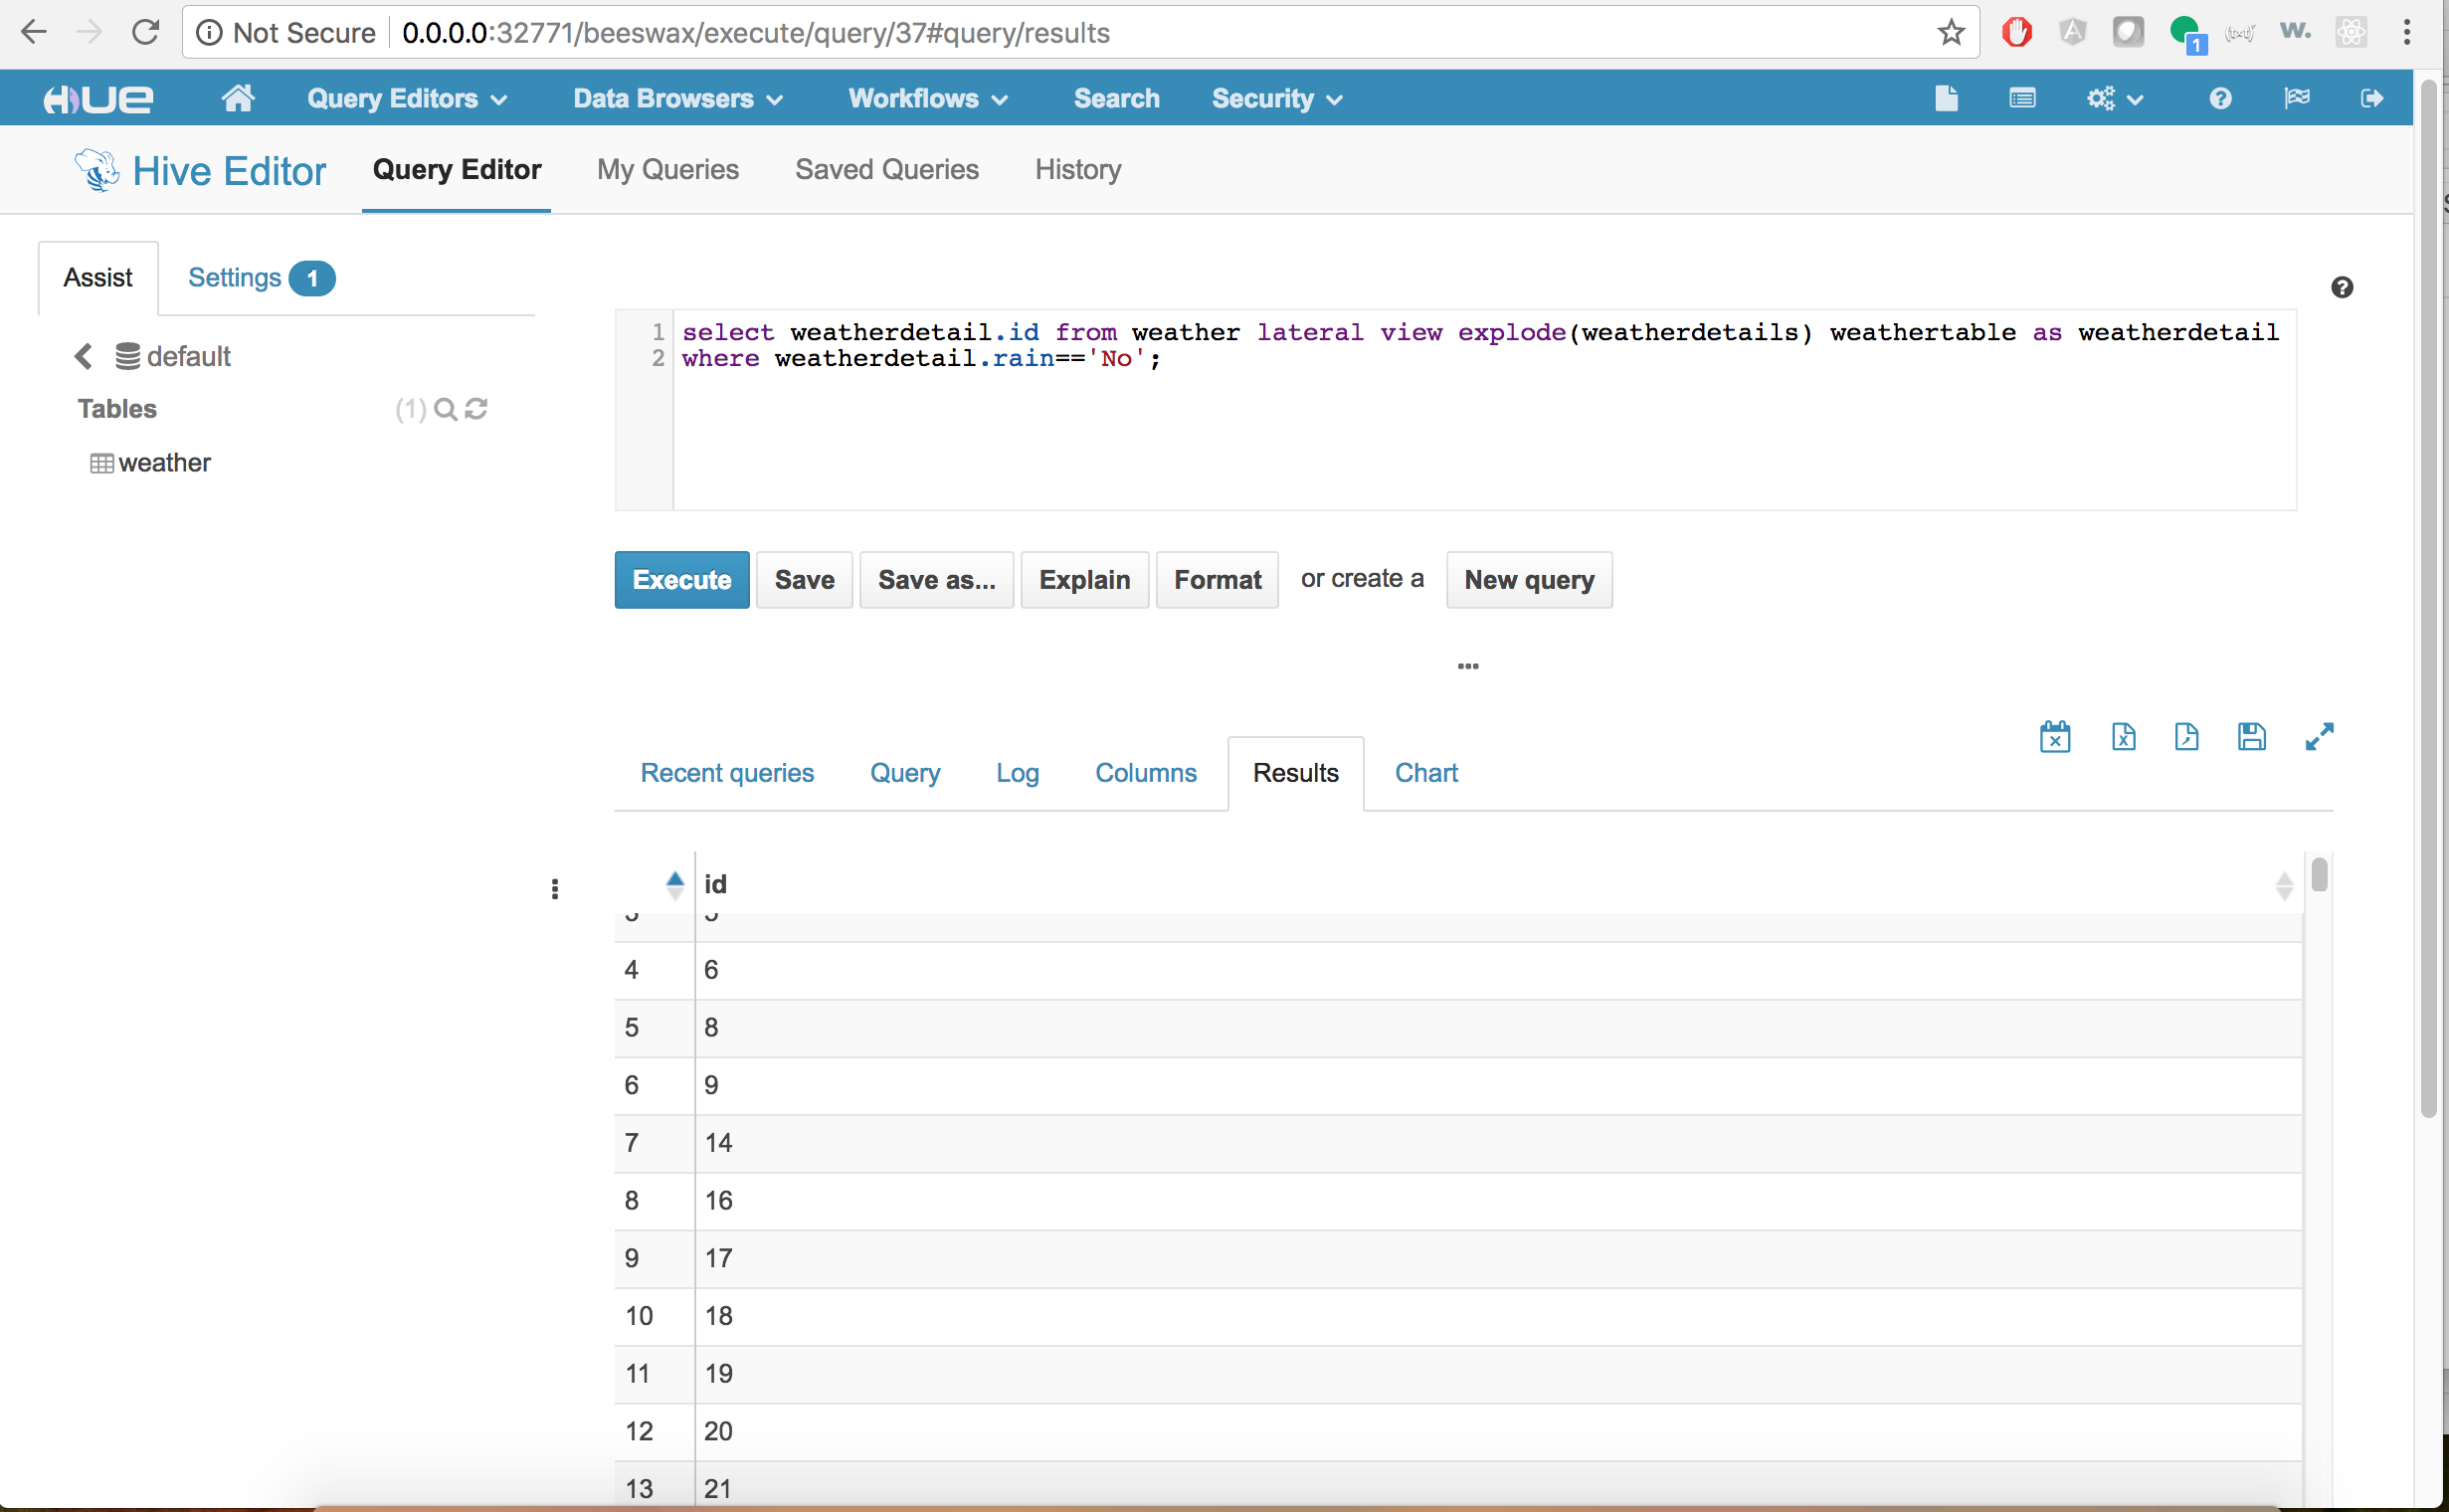 Not Secure 0.0.0.0:32771/beeswax/execute/query/37#query/results
1 W.
HUE Query Editors Data Browsers Workflows Search Security
Hive Editor Query Editor My Queries Saved Queries History
Assist Settings 1
default
Tables (1)
weather
1 select weatherdetail.id from weather lateral view explode(weatherdetails) weathertable as weatherdetail
2 where weatherdetail.rain=='No';
Execute Save Save as... Explain Format or create a New query
...
Recent queries Query Log Columns Results Chart
id
4 6
5 8
6 9
7 14
8 16
9 17
10 18
11 19
12 20
13 21